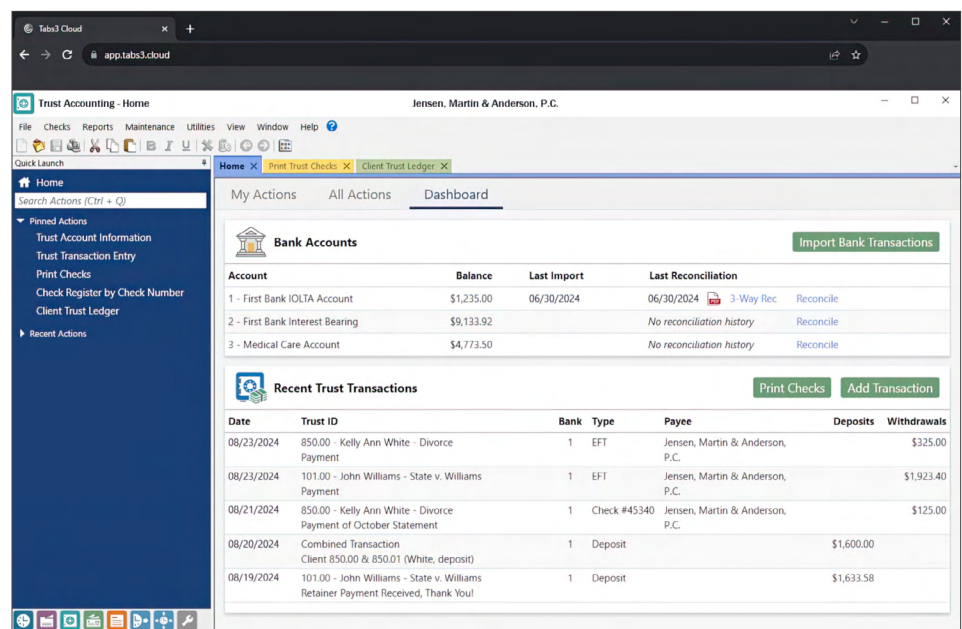 Tabs3 Cloud
app.tabs3.cloud
Trust Accounting - Home
Jensen, Martin & Anderson, P.C.
File Checks Reports Maintenance Utilities View Window Help
B I U
Quick Launch
Home
Search Actions (Ctrl + Q)
Pinned Actions
Trust Account Information
Trust Transaction Entry
Print Checks
Check Register by Check Number
Client Trust Ledger
Recent Actions
Home Print Trust Checks Client Trust Ledger
My Actions All Actions Dashboard
Bank Accounts Import Bank Transactions
Account Balance Last Import Last Reconciliation
1 - First Bank IOLTA Account $1,235.00 06/30/2024 06/30/2024 3-Way Rec Reconcile
2 - First Bank Interest Bearing $9,133.92 No reconciliation history Reconcile
3 - Medical Care Account $4,773.50 No reconciliation history Reconcile
Recent Trust Transactions Print Checks Add Transaction
Date Trust ID Bank Type Payee Deposits Withdrawals
08/23/2024 850.00 - Kelly Ann White - Divorce 1 EFT Jensen, Martin & Anderson, $325.00
Payment P.C.
08/23/2024 101.00 - John Williams - State v. Williams 1 EFT Jensen, Martin & Anderson, $1,923.40
Payment P.C.
08/21/2024 850.00 - Kelly Ann White - Divorce 1 Check #45340 Jensen, Martin & Anderson, $125.00
Payment of October Statement P.C.
08/20/2024 Combined Transaction 1 Deposit $1,600.00
Client 850.00 & 850.01 (White, deposit)
08/19/2024 101.00 - John Williams - State v. Williams 1 Deposit $1,633.58
Retainer Payment Received, Thank You!